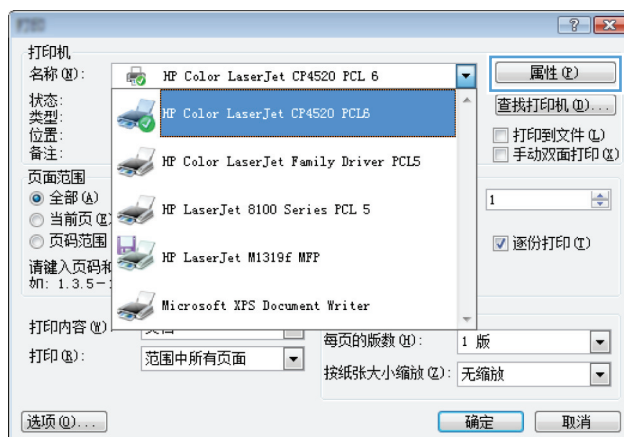 打印机
名称(N): HP Color LaserJet CP4520 PCL 6 属性(P)
状态: HP Color LaserJet CP4520 PCL6 查找打印机(D)...
类型:
位置: 打印到文件(L)
备注: HP Color LaserJet Family Driver PCL5 手动双面打印(X)
页面范围
全部(A) HP LaserJet 8100 Series PCL 5 1
当前页(E)
页码范围 HP LaserJet M1319f MFP 逐份打印(T)
请键入页码和
如: 1.3.5-
Microsoft XPS Document Writer
打印内容(W):
每页的版数(H): 1 版
打印(R): 范围中所有页面
按纸张大小缩放(Z): 无缩放
选项(O)... 确定 取消